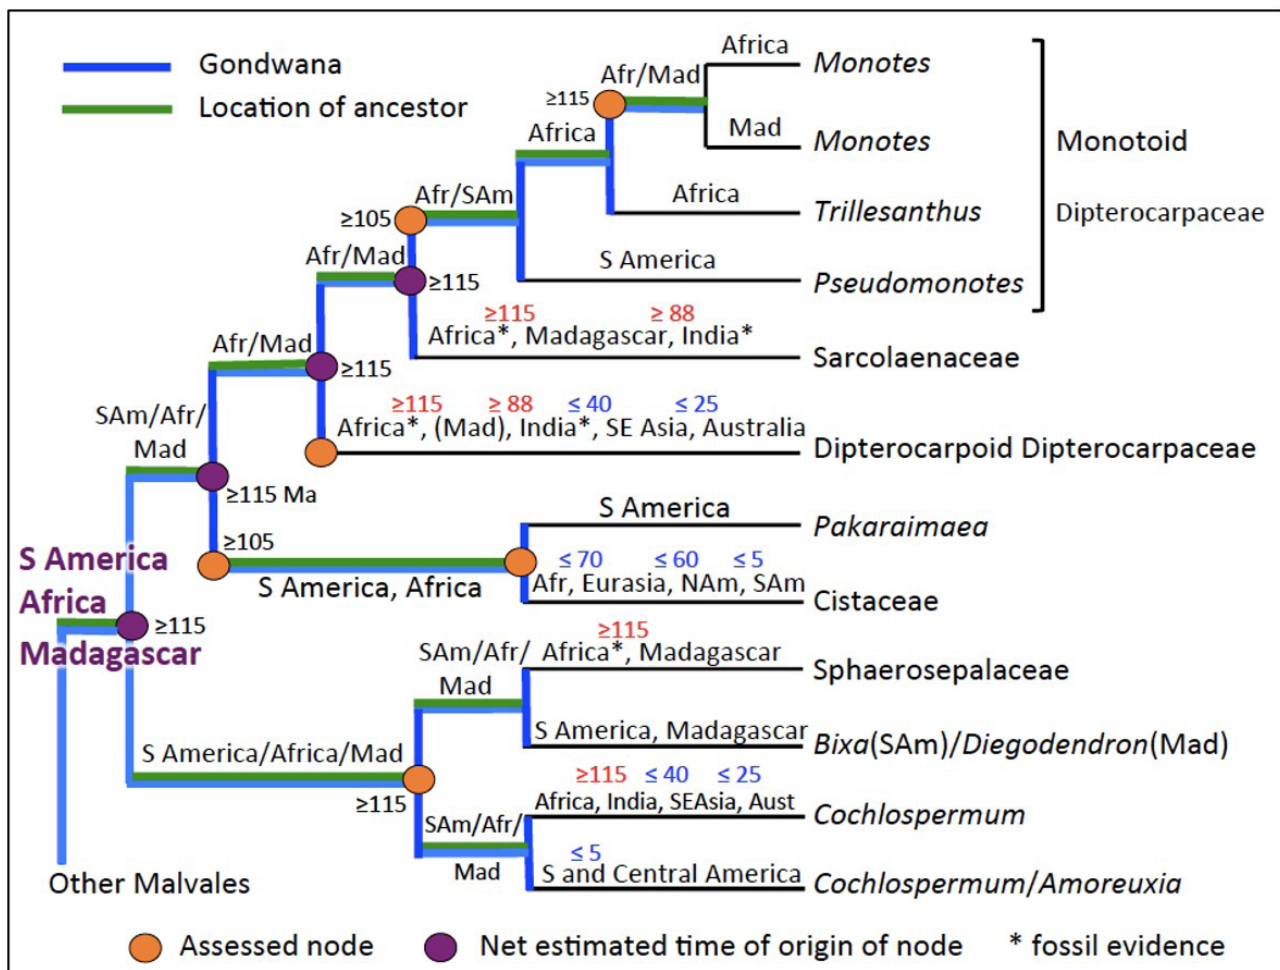 Gondwana
Location of ancestor
Africa
Monotes
Afr/Mad
≥115
Mad
Monotes
Monotoid
Africa
Africa
Trillesanthus
Dipterocarpaceae
Afr/SAm
≥105
S America
Pseudomonotes
Afr/Mad
≥115
≥115 ≥ 88
Africa*, Madagascar, India*
Sarcolaenaceae
Afr/Mad
≥115
≥115 ≥ 88 ≤ 40 ≤ 25
Africa*, (Mad), India*, SE Asia, Australia
Dipterocarpoid Dipterocarpaceae
SAm/Afr/
Mad
≥115 Ma
S America
Pakaraimaea
≥105
S America, Africa
≤ 70 ≤ 60 ≤ 5
Afr, Eurasia, NAm, SAm
Cistaceae
S America
Africa
Madagascar
≥115
≥115
SAm/Afr/
Mad
Africa*, Madagascar
Sphaerosepalaceae
S America, Madagascar
Bixa(SAm)/Diegodendron(Mad)
S America/Africa/Mad
≥115
≥115 ≤ 40 ≤ 25
Africa, India, SEAsia, Aust
Cochlospermum
SAm/Afr/
Mad
≤ 5
S and Central America
Cochlospermum/Amoreuxia
Other Malvales
Assessed node
Net estimated time of origin of node
* fossil evidence